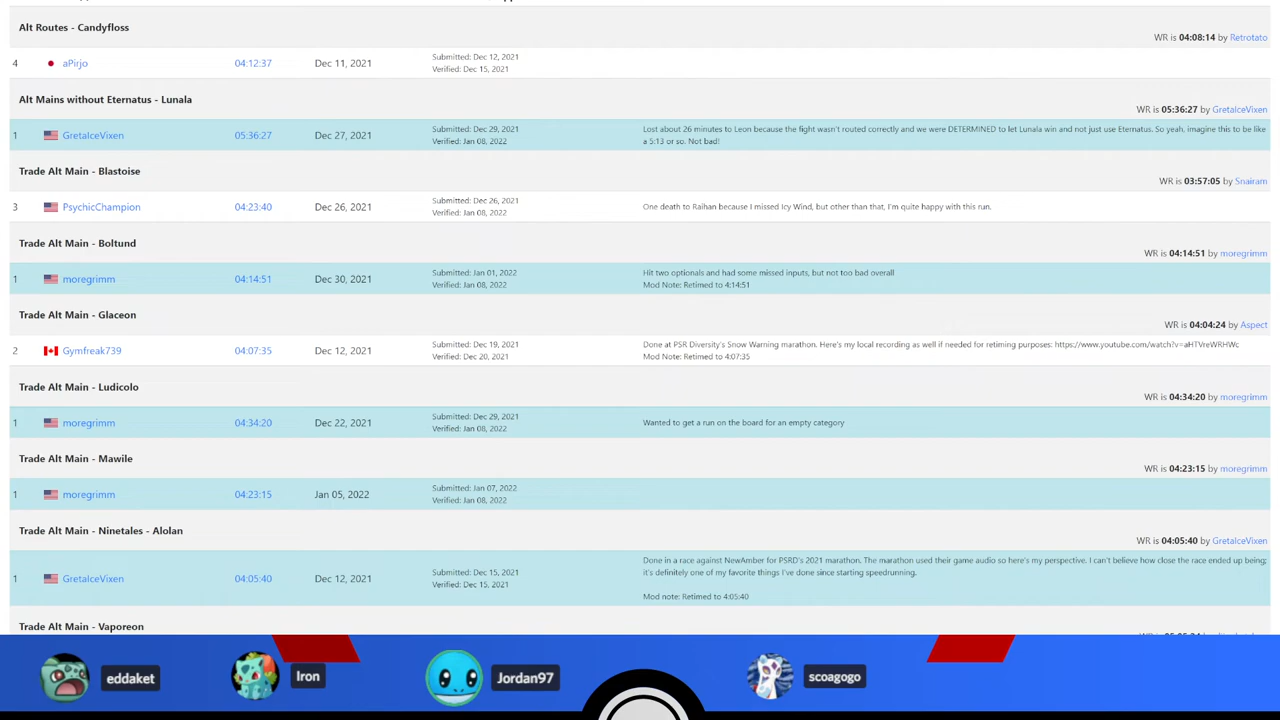 Alt Routes - Candyfloss
WR is 04:08:14 by Retrotato
4 aPirjo 04:12:37 Dec 11, 2021 Submitted: Dec 12, 2021
Verified: Dec 15, 2021
Alt Mains without Eternatus - Lunala
WR is 05:36:27 by GretaIceVixen
1 GretaIceVixen 05:36:27 Dec 27, 2021 Submitted: Dec 29, 2021
Verified: Jan 08, 2022
Lost about 26 minutes to Leon because the fight wasn't routed correctly and we were DETERMINED to let Lunala win and not just use Eternatus. So yeah, imagine this to be like
a 5:13 or so. Not bad!
Trade Alt Main - Blastoise
WR is 03:57:05 by Snairam
3 PsychicChampion 04:23:40 Dec 26, 2021 Submitted: Dec 26, 2021
Verified: Jan 08, 2022
One death to Raihan because I missed Icy Wind, but other than that, I'm quite happy with this run.
Trade Alt Main - Boltund
WR is 04:14:51 by moregrimm
1 moregrimm 04:14:51 Dec 30, 2021 Submitted: Jan 01, 2022
Verified: Jan 08, 2022
Hit two optionals and had some missed inputs, but not too bad overall
Mod Note: Retimed to 4:14:51
Trade Alt Main - Glaceon
WR is 04:04:24 by Aspect
2 Gymfreak739 04:07:35 Dec 12, 2021 Submitted: Dec 19, 2021
Verified: Dec 20, 2021
Done at PSR Diversity's Snow Warning marathon. Here's my local recording as well if needed for retiming purposes: https://www.youtube.com/watch?v=aHTVreWRHWc
Mod Note: Retimed to 4:07:35
Trade Alt Main - Ludicolo
WR is 04:34:20 by moregrimm
1 moregrimm 04:34:20 Dec 22, 2021 Submitted: Dec 29, 2021
Verified: Jan 08, 2022
Wanted to get a run on the board for an empty category
Trade Alt Main - Mawile
WR is 04:23:15 by moregrimm
1 moregrimm 04:23:15 Jan 05, 2022 Submitted: Jan 07, 2022
Verified: Jan 08, 2022
Trade Alt Main - Ninetales - Alolan
WR is 04:05:40 by GretaIceVixen
1 GretaIceVixen 04:05:40 Dec 12, 2021 Submitted: Dec 15, 2021
Verified: Dec 15, 2021
Done in a race against NewAmber for PSRD's 2021 marathon. The marathon used their game audio so here's my perspective. I can't believe how close the race ended up being;
it's definitely one of my favorite things I've done since starting speedrunning.
Mod note: Retimed to 4:05:40
Trade Alt Main - Vaporeon
eddaket
Iron
Jordan97
scoagogo